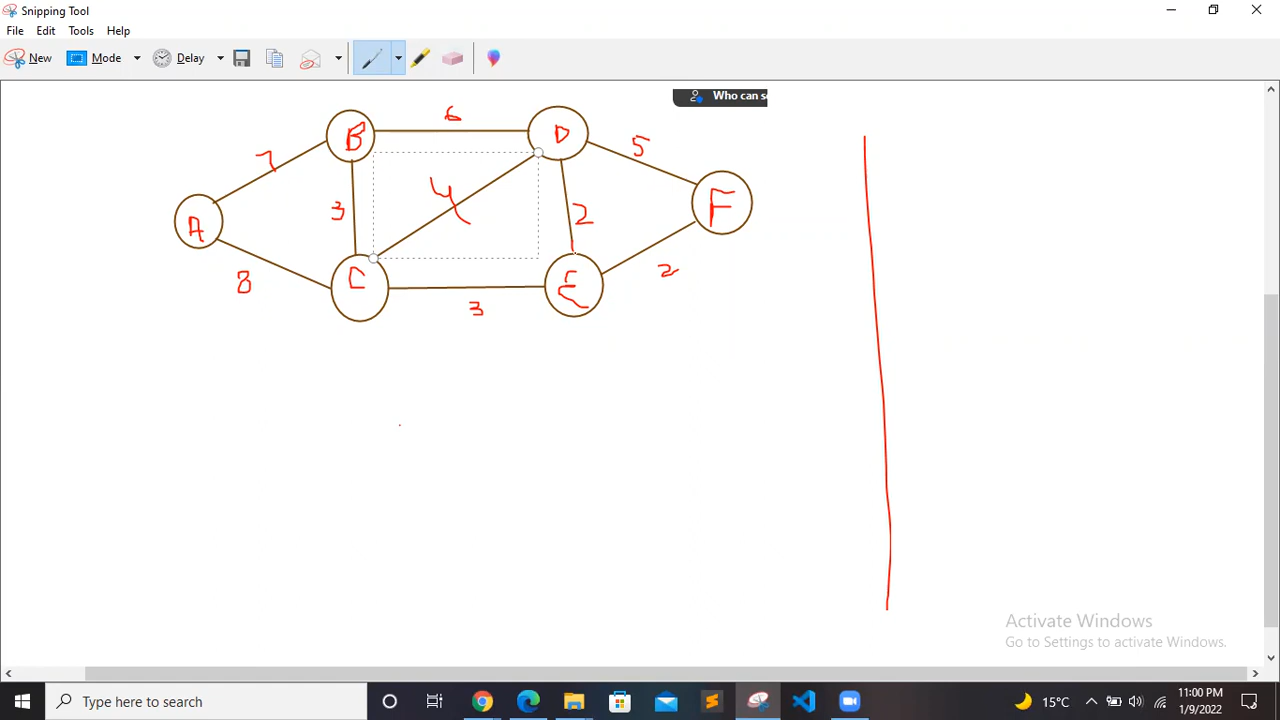 Snipping Tool
File Edit Tools Help
New Mode Delay
Who can s
6
B D
7 5
4
3 2 F
A
8 C E 2
3
Activate Windows
Go to Settings to activate Windows.
Type here to search
15°C
11:00 PM
1/9/2022